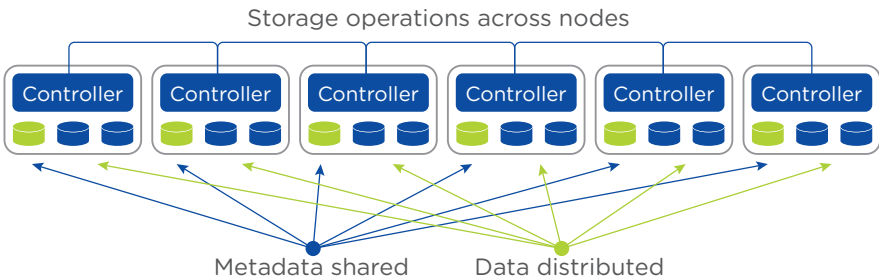 Storage operations across nodes
Controller Controller Controller Controller Controller Controller
Metadata shared Data distributed